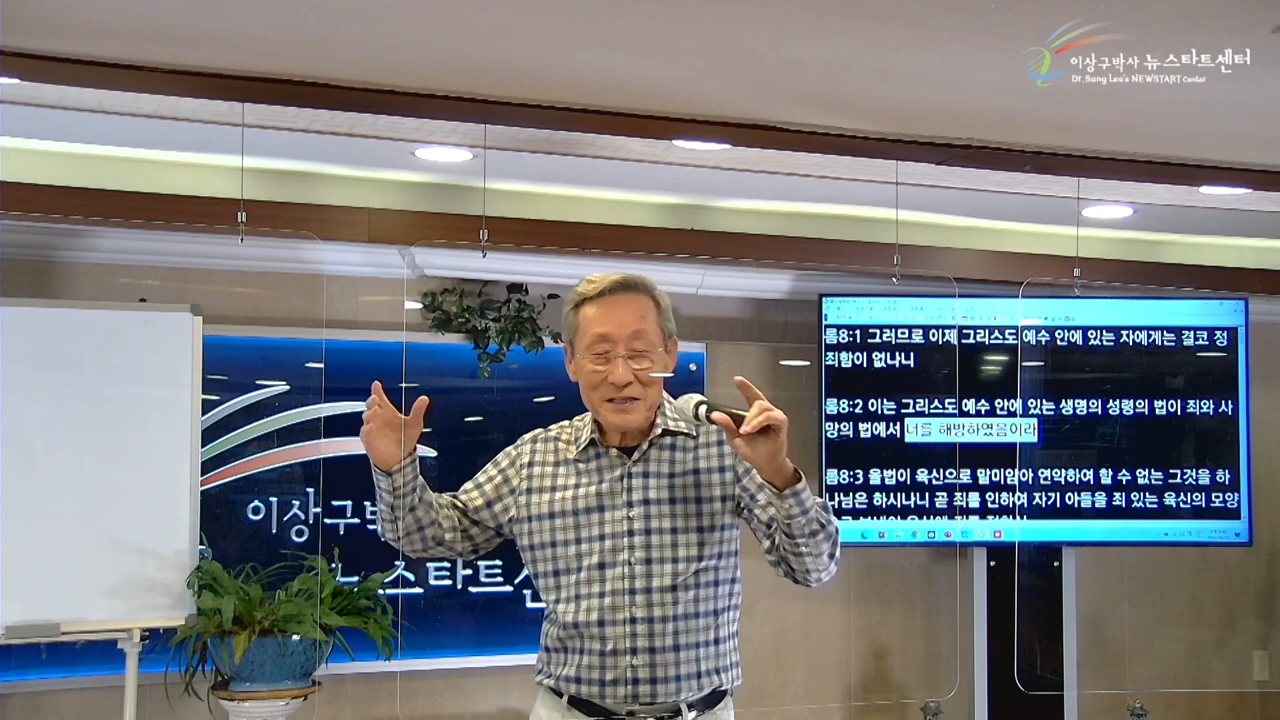 이상구박사 뉴스타트센터
Dr. Sang Lee's NEWSTART Center
롬8:1 그러므로 이제 그리스도 예수 안에 있는 자에게는 결코 정
죄함이 없나니
롬8:2 이는 그리스도 예수 안에 있는 생명의 성령의 법이 죄와 사
망의 법에서 너를 해방하였음이라
롬8:3 율법이 육신으로 말미암아 연약하여 할 수 없는 그것을 하
나님은 하시나니 곧 죄를 인하여 자기 아들을 죄 있는 육신의 모양
이상구
뉴스타트